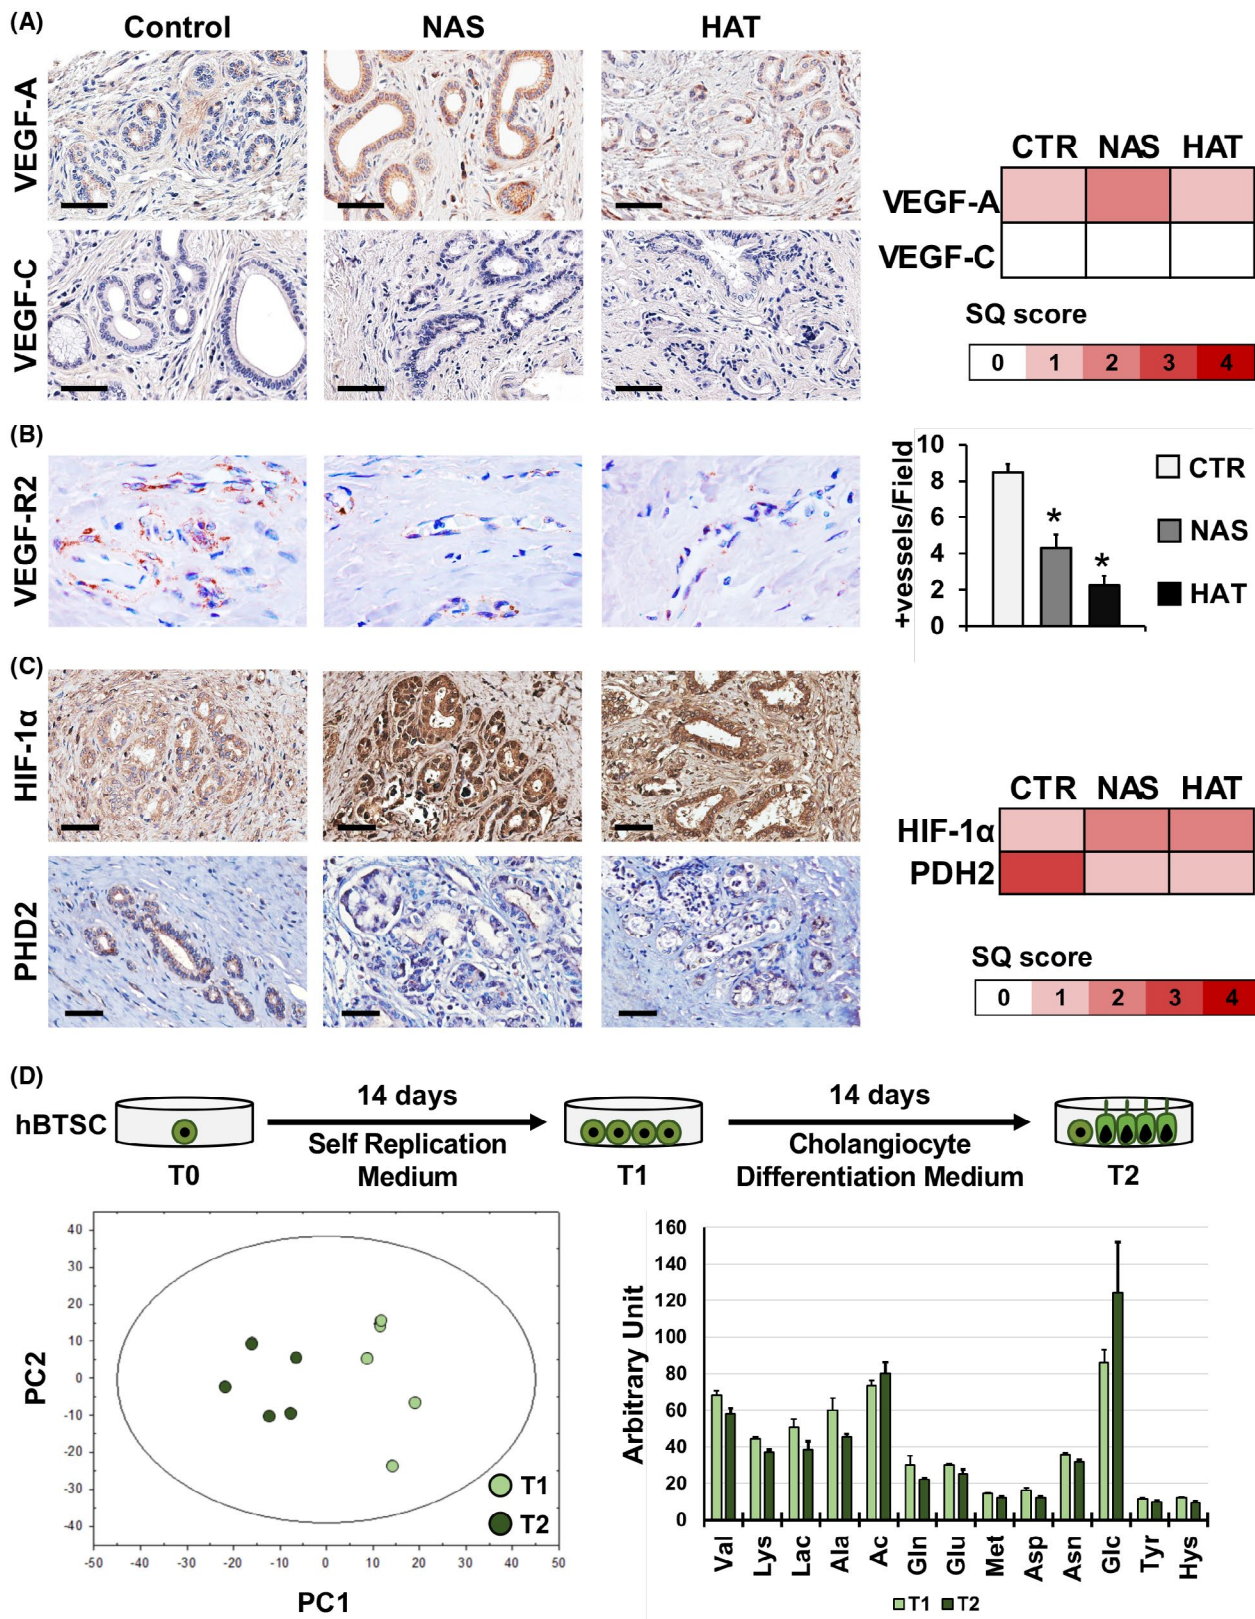 (A)
Control NAS HAT
VEGF-A
VEGF-C
CTR NAS HAT
VEGF-A
VEGF-C
SQ score
0 1 2 3 4
(B)
VEGF-R2
+vessels/Field
10
8
6
4
2
0
*
*
CTR
NAS
HAT
(C)
HIF-1α
PHD2
CTR NAS HAT
HIF-1α
PDH2
SQ score
0 1 2 3 4
(D)
hBTSC
14 days
Self Replication
Medium
14 days
Cholangiocyte
Differentiation Medium
T0 T1 T2
PC2
40
30
20
10
0
-10
-20
-30
-40
-50 -40 -30 -20 -10 0 10 20 30 40 50
PC1
T1
T2
Arbitrary Unit
160
140
120
100
80
60
40
20
0
Val Lys Lac Ala Ac Gln Glu Met Asp Asn Glc Tyr Hys
T1 T2